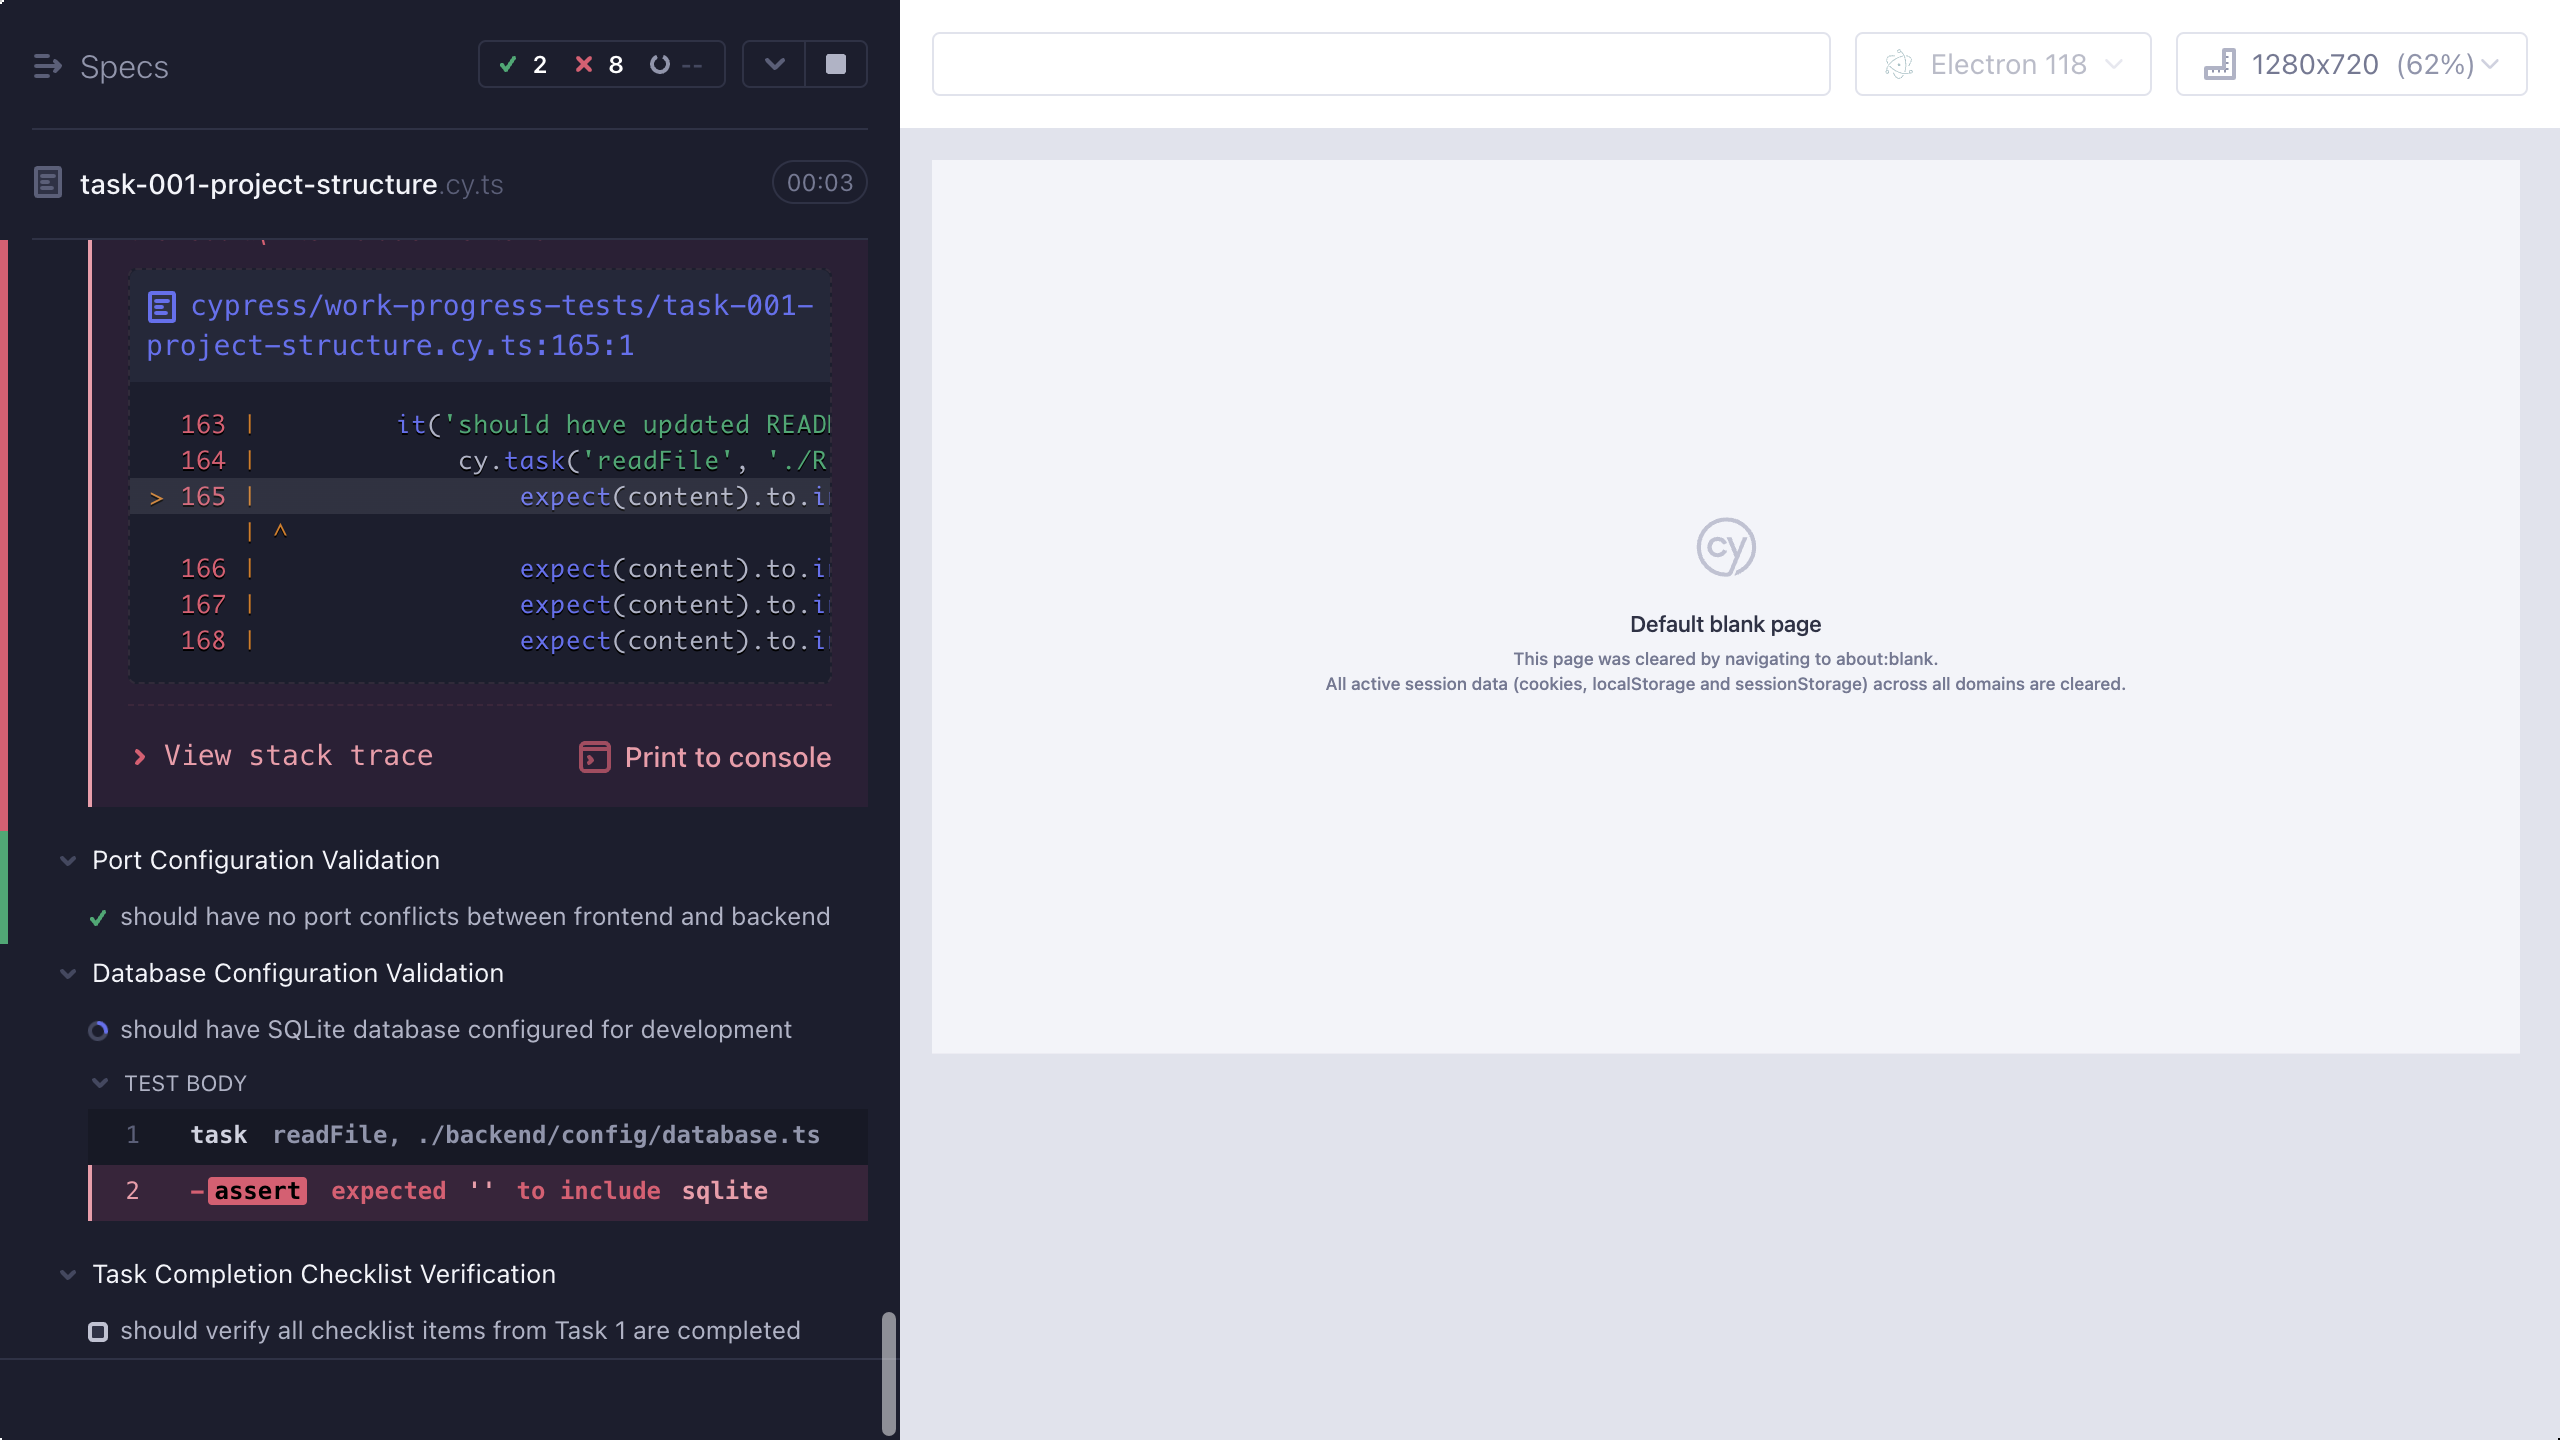 Specs
2 8 --
task-001-project-structure.cy.ts 00:03
cypress/work-progress-tests/task-001-
project-structure.cy.ts:165:1
163 | it('should have updated READ
164 | cy.task('readFile', './R
> 165 | expect(content).to.i
| ^
166 | expect(content).to.i
167 | expect(content).to.i
168 | expect(content).to.i
View stack trace
Print to console
Port Configuration Validation
should have no port conflicts between frontend and backend
Database Configuration Validation
should have SQLite database configured for development
TEST BODY
1 task readFile, ./backend/config/database.ts
2 -assert expected '' to include sqlite
Task Completion Checklist Verification
should verify all checklist items from Task 1 are completed
Electron 118
1280x720 (62%)
cy
Default blank page
This page was cleared by navigating to about:blank.
All active session data (cookies, localStorage and sessionStorage) across all domains are cleared.